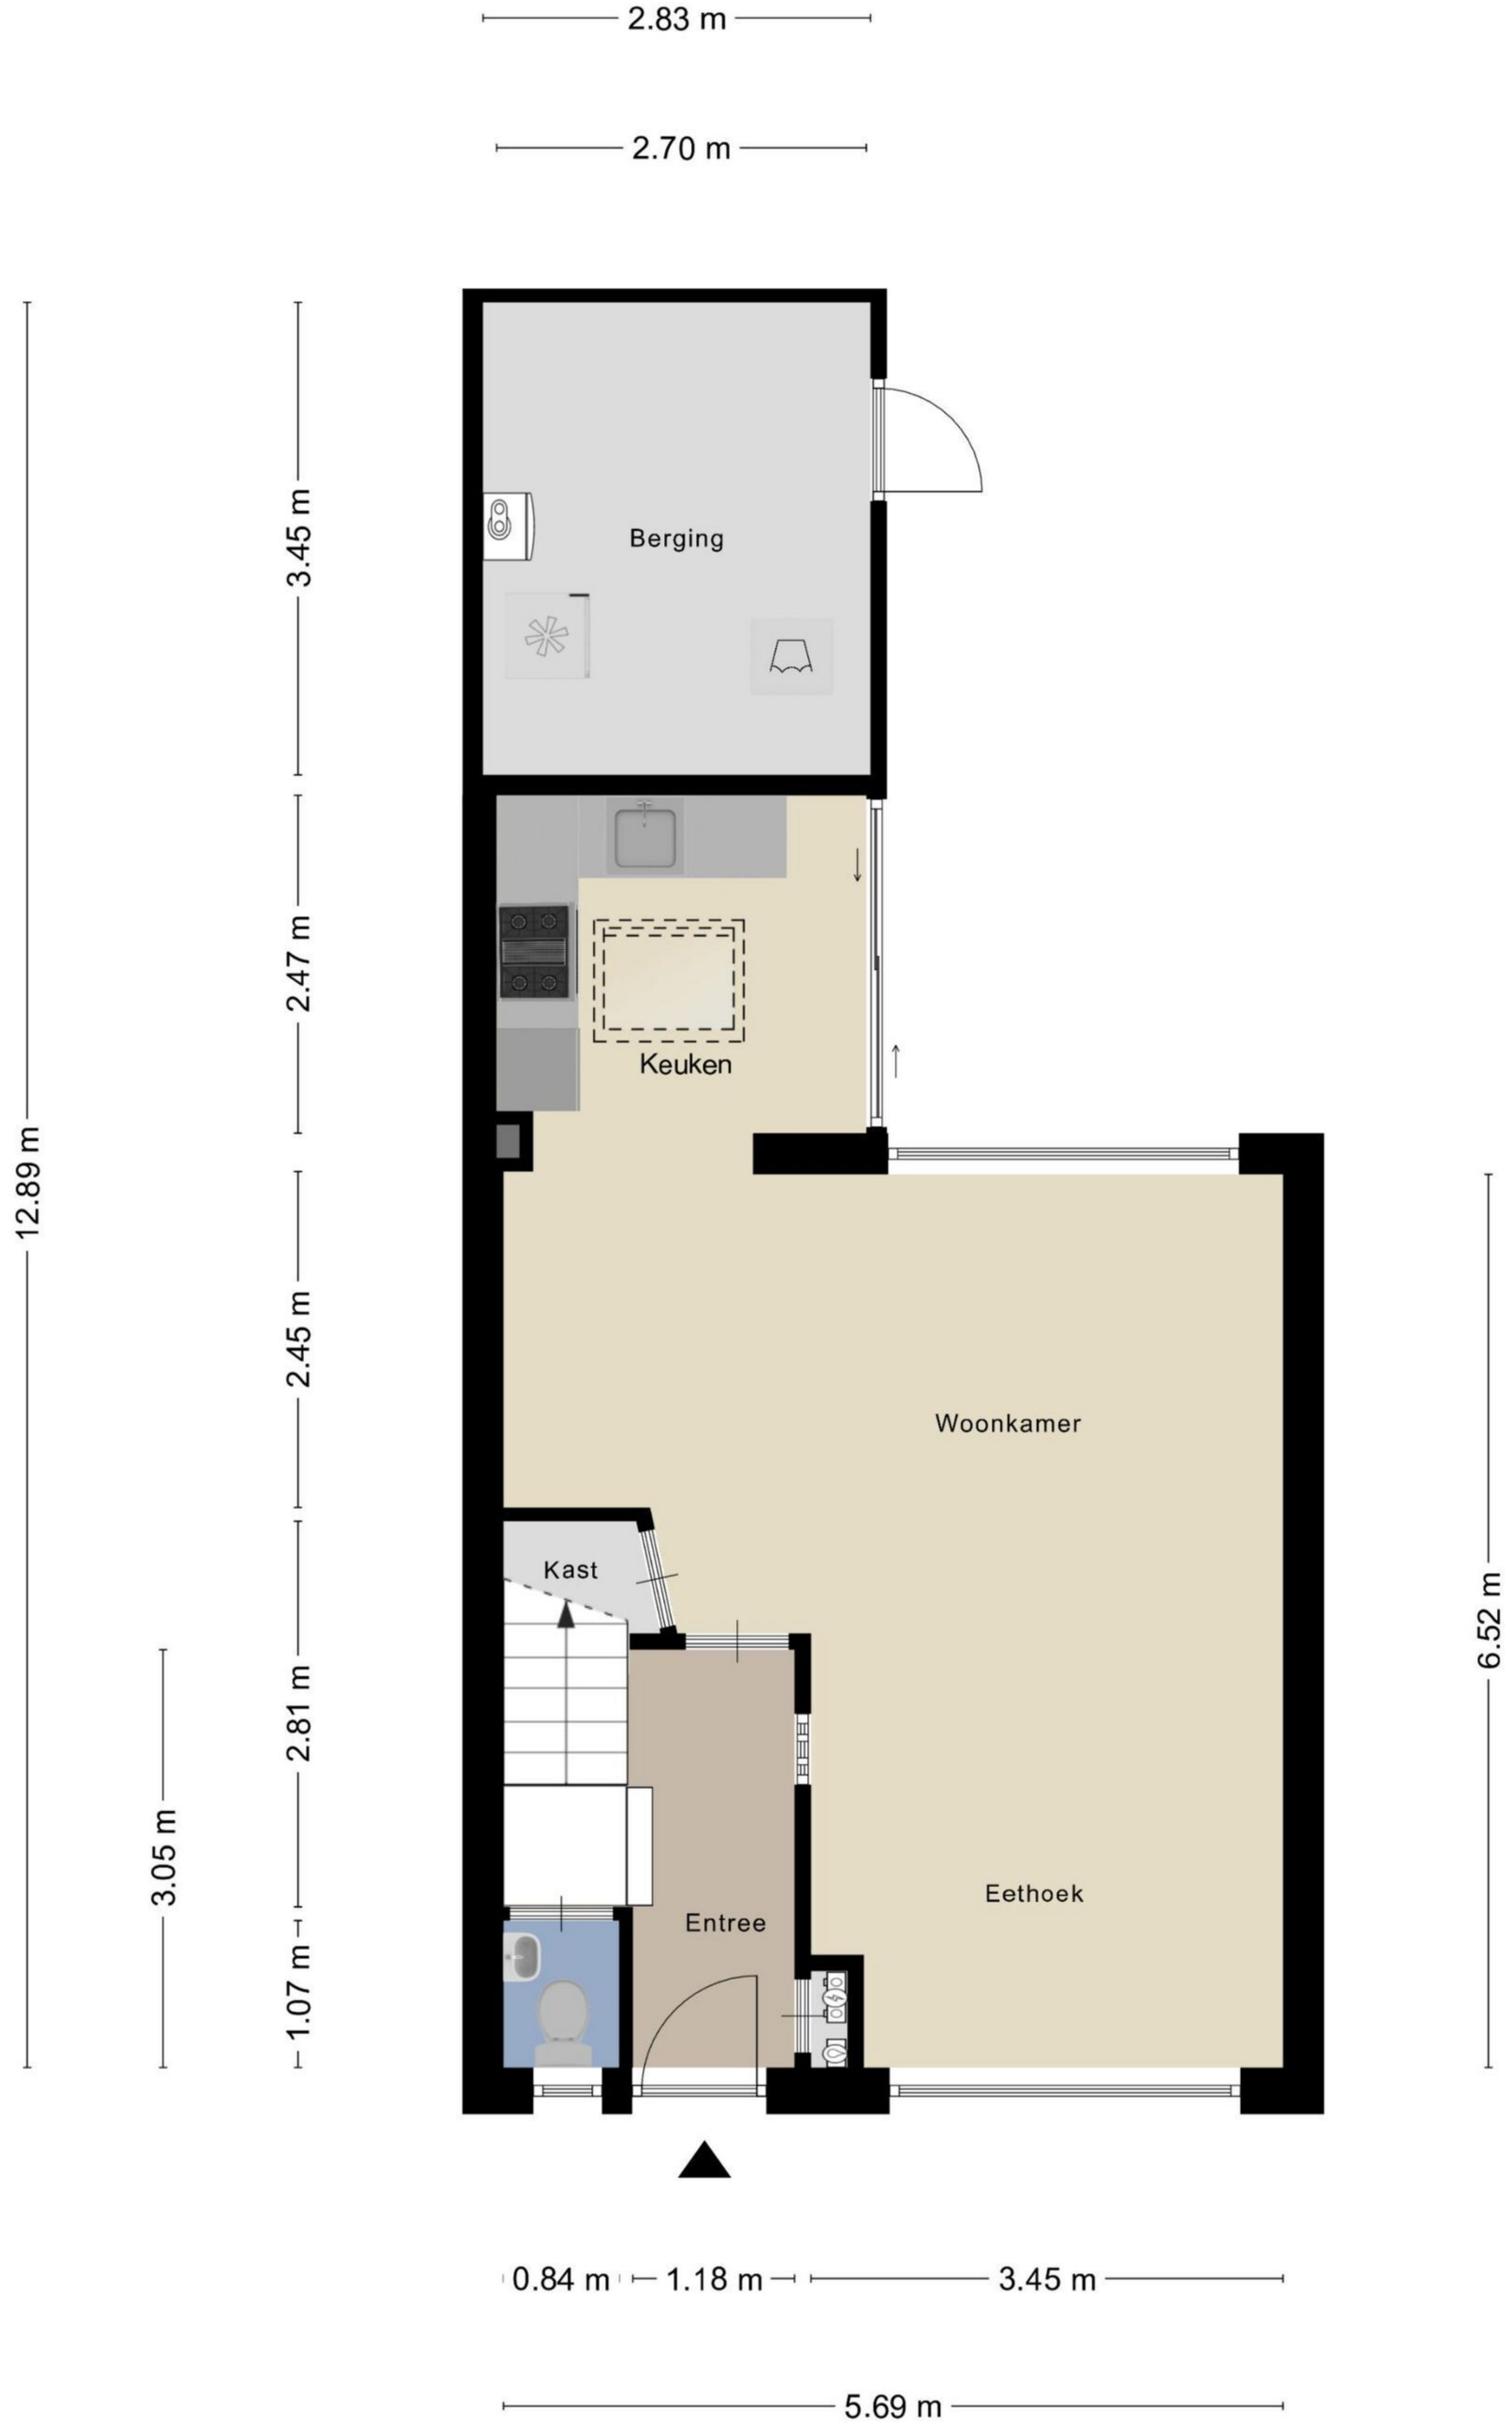 2.83 m
2.70 m
12.89 m
3.45 m
2.47 m
2.45 m
2.81 m
1.07 m
3.05 m
6.52 m
Berging
Keuken
Woonkamer
Kast
Eethoek
Entree
0.84 m
1.18 m
3.45 m
5.69 m